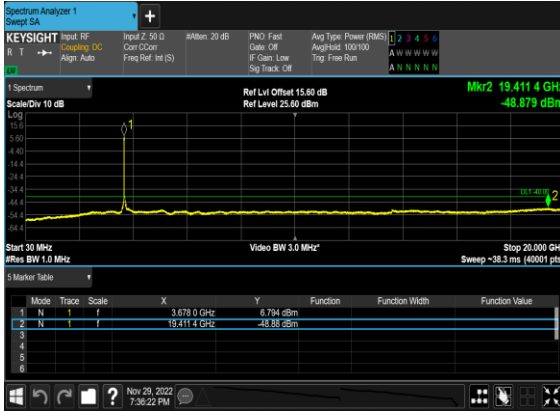 Spectrum Analyzer 1
Swept SA
+
KEYSIGHT Input: RF Input Z: 50 Ω #Atten: 20 dB PNO: Fast Avg Type: Power (RMS) 1 2 3 4 5 6
R T Coupling: DC Corr CCorr Gate: Off Avg|Hold: 100/100 A W W W W W
Align: Auto Freq Ref: Int (S) IF Gain: Low Trig: Free Run A N N N N N
Sig Track: Off
1 Spectrum
Ref Lvl Offset 15.60 dB Mkr2 19.411 4 GHz
Scale/Div 10 dB Ref Level 25.60 dBm -48.879 dBm
Log
15.6
5.60
-4.40
-14.4
-24.4
-34.4
-44.4
-54.4
-64.4
1
DL1 -40.00
2
Start 30 MHz Video BW 3.0 MHz* Stop 20.000 GH
#Res BW 1.0 MHz Sweep ~38.3 ms (40001 pts
5 Marker Table
Mode Trace Scale X Y Function Function Width Function Value
1 N 1 f 3.678 0 GHz 6.794 dBm
2 N 1 f 19.411 4 GHz -48.88 dBm
3
4
5
6
? Nov 29, 2022
7:36:22 PM